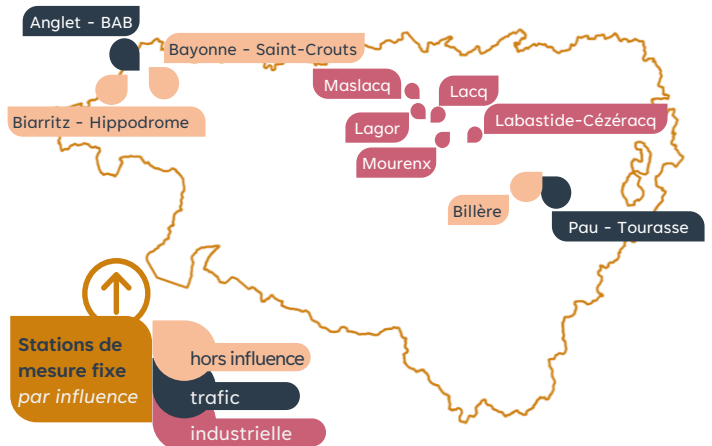 Anglet - BAB
Bayonne - Saint-Crouts
Biarritz - Hippodrome
Maslacq
Lacq
Lagor
Labastide-Cézéracq
Mourenx
Billère
Pau - Tourasse
Stations de
mesure fixe
par influence
hors influence
trafic
industrielle